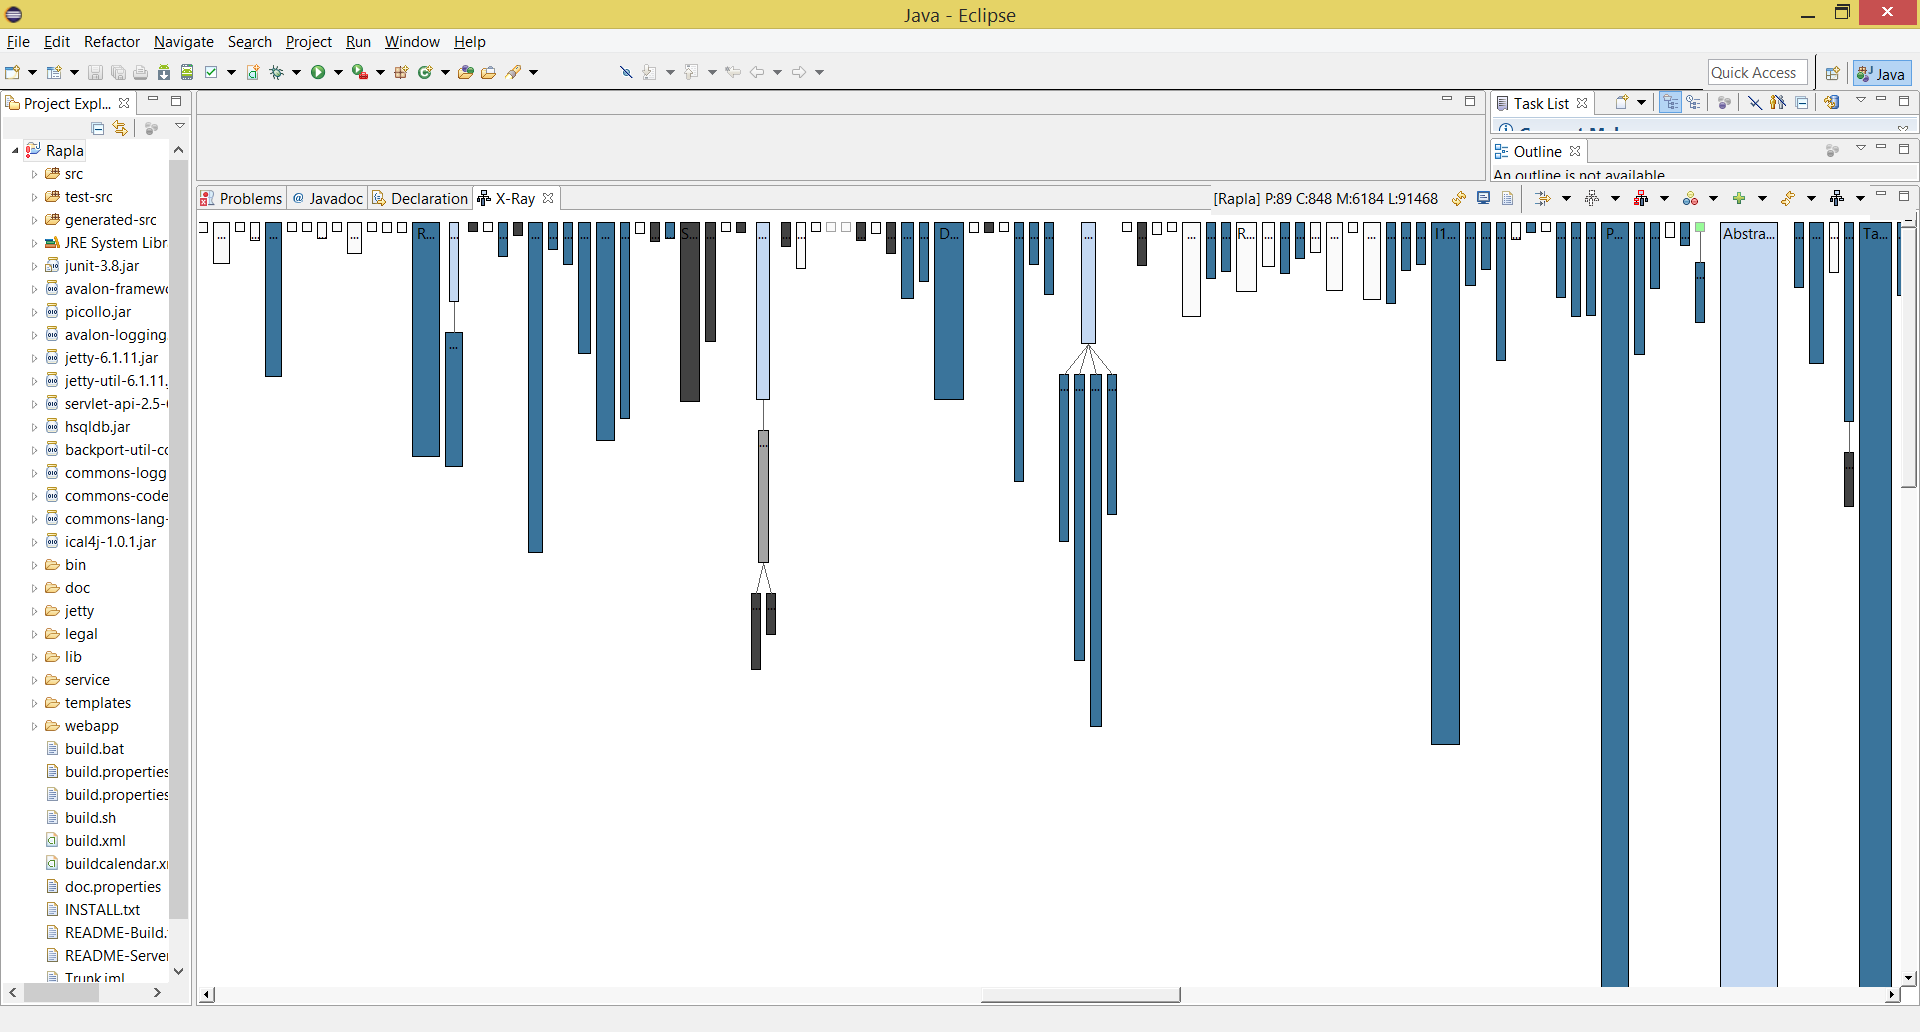 Java - Eclipse
File Edit Refactor Navigate Search Project Run Window Help
Quick Access
Java
Project Expl...
Rapla
src
test-src
generated-src
JRE System Libr
junit-3.8.jar
avalon-framewo
picollo.jar
avalon-logging
jetty-6.1.11.jar
jetty-util-6.1.11.
servlet-api-2.5-
hsqldb.jar
backport-util-co
commons-logg
commons-code
commons-lang-
ical4j-1.0.1.jar
bin
doc
jetty
legal
lib
service
templates
webapp
build.bat
build.properties
build.properties
build.sh
build.xml
buildcalendar.x
doc.properties
INSTALL.txt
README-Build.
README-Server
Trunk.iml
Task List
Outline
An outline is not available.
Problems @ Javadoc Declaration X-Ray
[Rapla] P:89 C:848 M:6184 L:91468
R... S... D... R... I1... P... Abstra... Ta...